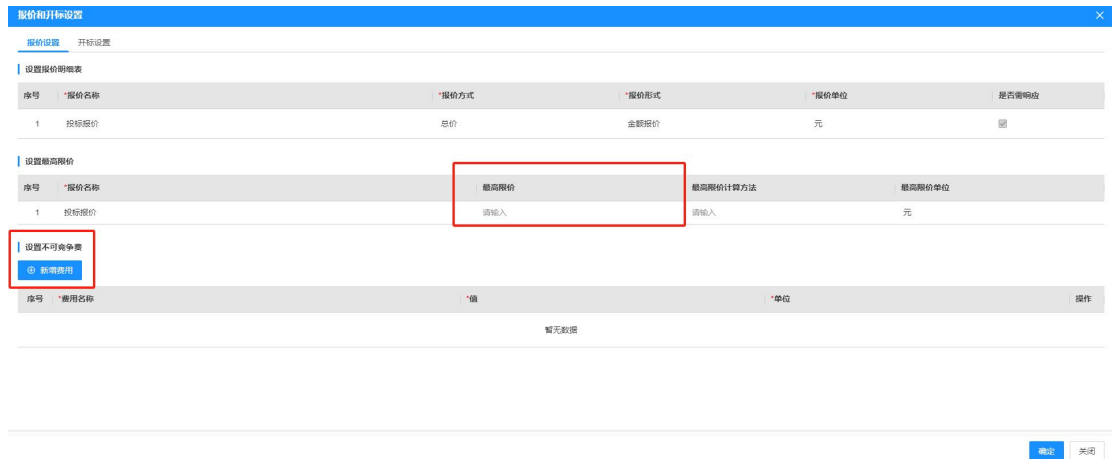 报价和开标设置
报价设置 开标设置
设置报价明细表
序号 *报价名称 *报价方式 *报价形式 *报价单位 是否需响应
1 投标报价 总价 金额报价 元
设置最高限价
序号 *报价名称 最高限价 最高限价计算方法 最高限价单位
1 投标报价 请输入 请输入 元
设置不可竞争费
新增费用
序号 *费用名称 *值 *单位 操作
暂无数据
确定 关闭